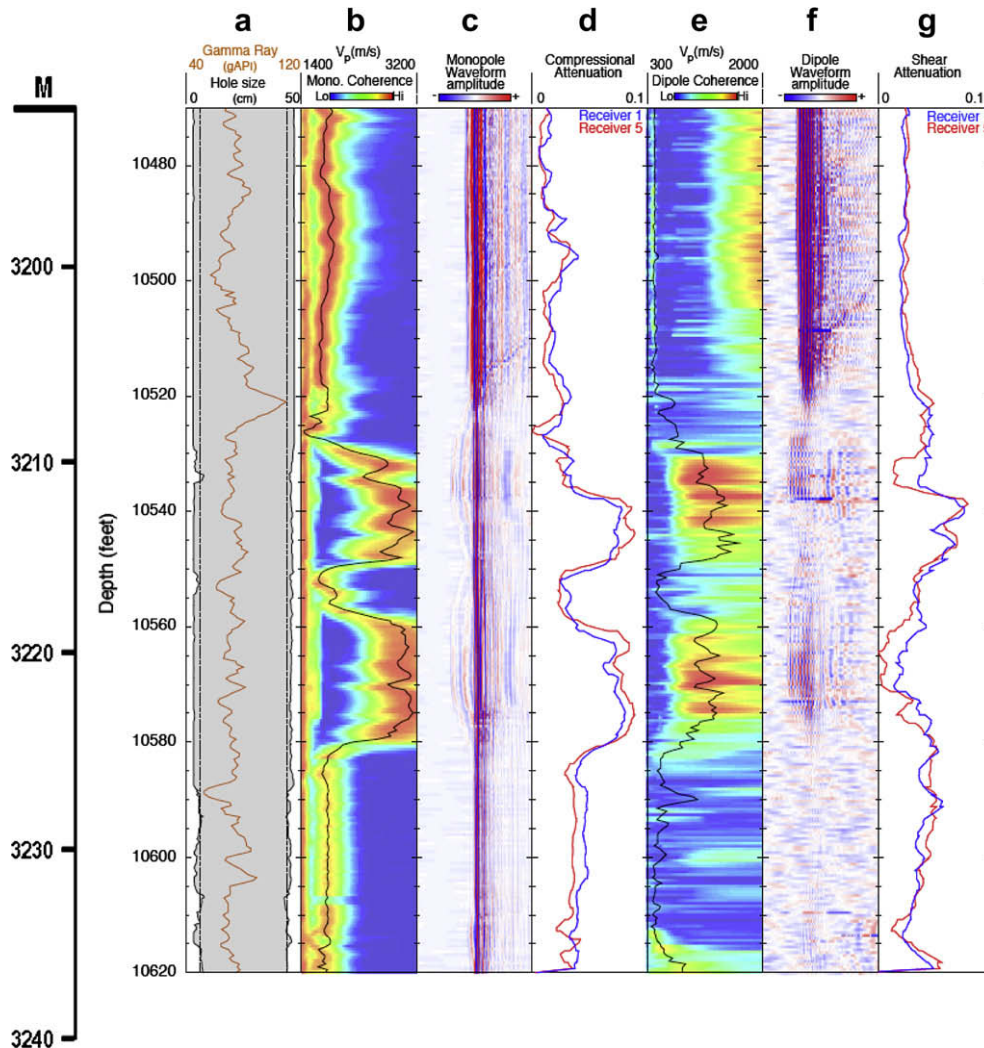 a b c d e f g
Gamma Ray
40 (gAPI) 120
Hole size
(cm)
0 50
Vp(m/s)
1400 3200
Mono. Coherence
Lo Hi
Monopole
Waveform
amplitude
- +
Compressional
Attenuation
0 0.1
Receiver 1
Receiver 5
Vp(m/s)
300 2000
Dipole Coherence
Lo Hi
Dipole
Waveform
amplitude
- +
Shear
Attenuation
0 0.1
Receiver
Receiver
M
3200
3210
3220
3230
3240
Depth (feet)
10480
10500
10520
10540
10560
10580
10600
10620